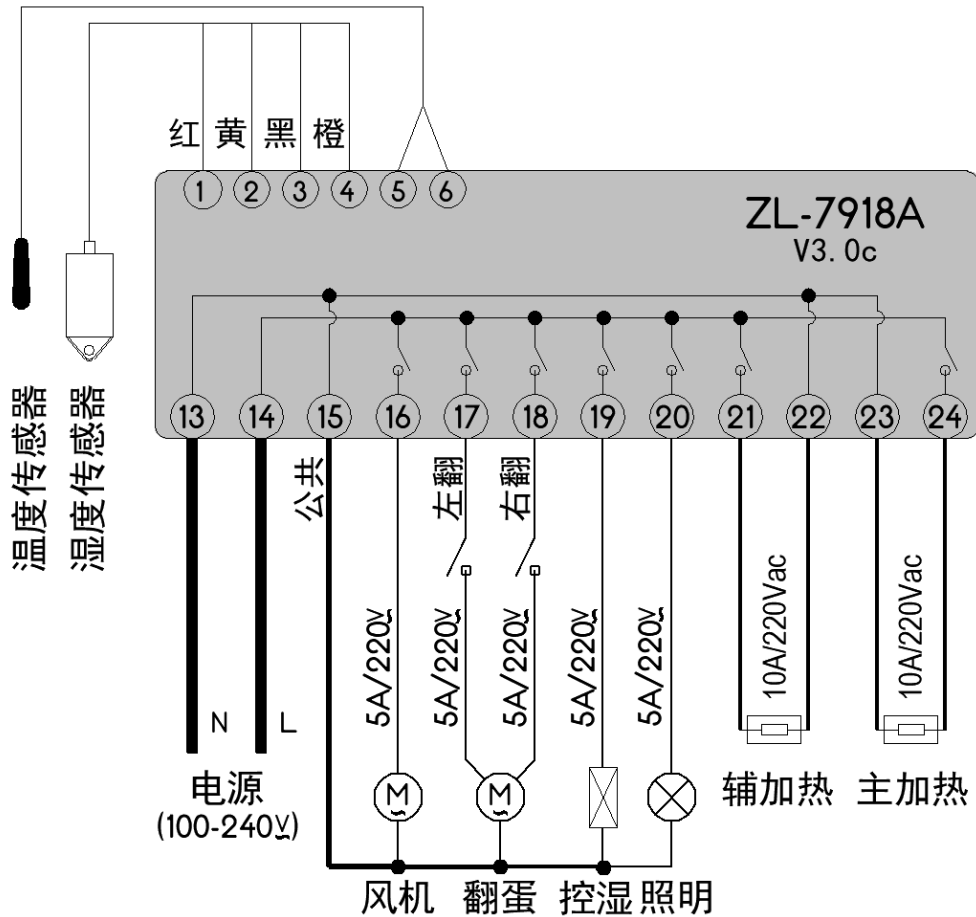 红 黄 黑 橙
1 2 3 4 5 6
ZL-7918A
V3.0c
13 14 15 16 17 18 19 20 21 22 23 24
温度传感器
湿度传感器
公共
左翻
右翻
5A/220V
5A/220V
5A/220V
5A/220V
5A/220V
10A/220Vac
10A/220Vac
N L
电源
(100-240V)
M M
辅加热 主加热
风机 翻蛋 控湿 照明